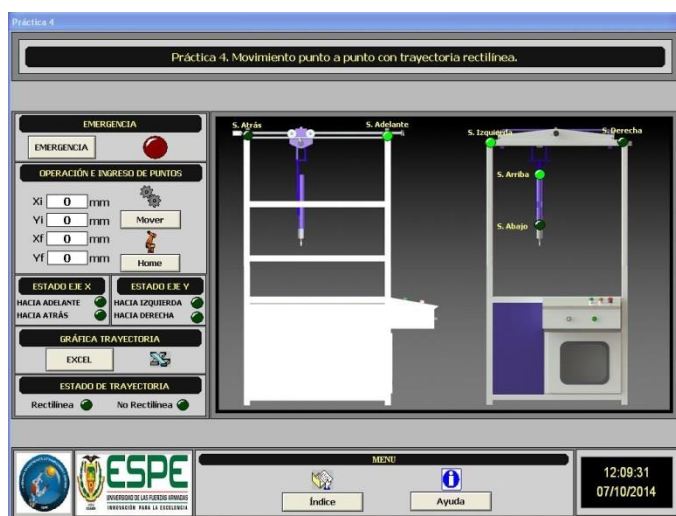 Práctica 4
Práctica 4. Movimiento punto a punto con trayectoria rectilínea.
EMERGENCIA
EMERGENCIA
OPERACIÓN E INGRESO DE PUNTOS
Xi 0 mm
Yi 0 mm
Mover
Xf 0 mm
Yf 0 mm
Home
ESTADO EJE X
HACIA ADELANTE
HACIA ATRÁS
ESTADO EJE Y
HACIA IZQUIERDA
HACIA DERECHA
GRÁFICA TRAYECTORIA
EXCEL
ESTADO DE TRAYECTORIA
Rectilínea
No Rectilínea
S. Atrás
S. Adelante
S. Izquierda
S. Derecha
S. Arriba
S. Abajo
ESPE
UNIVERSIDAD DE LAS FUERZAS ARMADAS
INNOVACIÓN PARA LA EXCELENCIA
MENU
Índice
Ayuda
12:09:31
07/10/2014